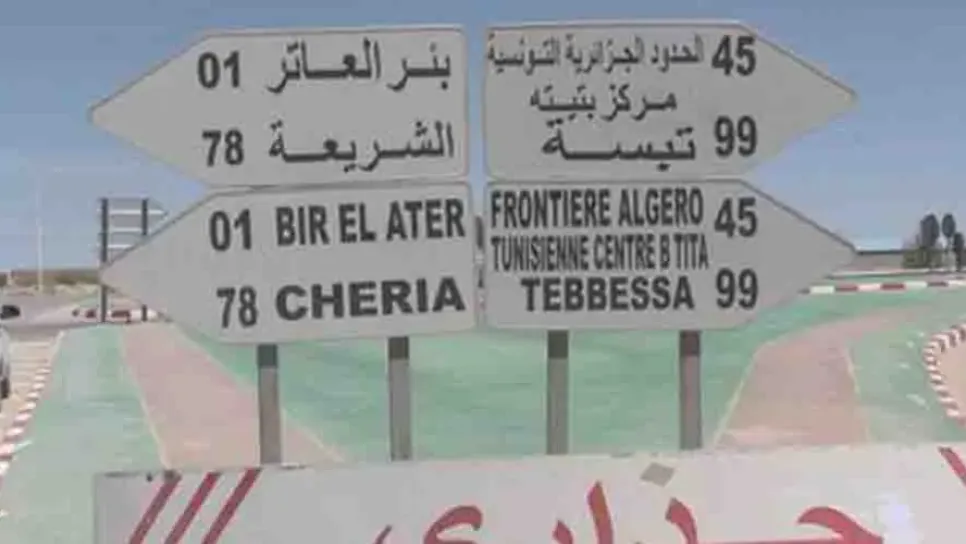 01 بئر العاتر
78 الشريعة
01 BIR EL ATER
78 CHERIA
الحدود الجزائرية التونسية 45
مركز بتيته
تبسة 99
FRONTIERE ALGERO 45
TUNISIENNE CENTRE B TITA
TEBBESSA 99